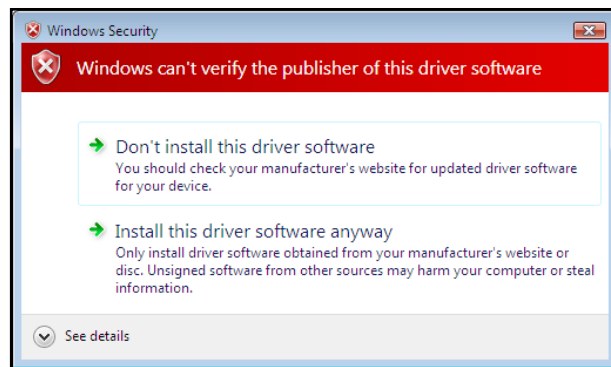 Windows Security
Windows can't verify the publisher of this driver software
Don't install this driver software
You should check your manufacturer's website for updated driver software
for your device.
Install this driver software anyway
Only install driver software obtained from your manufacturer's website or
disc. Unsigned software from other sources may harm your computer or steal
information.
See details